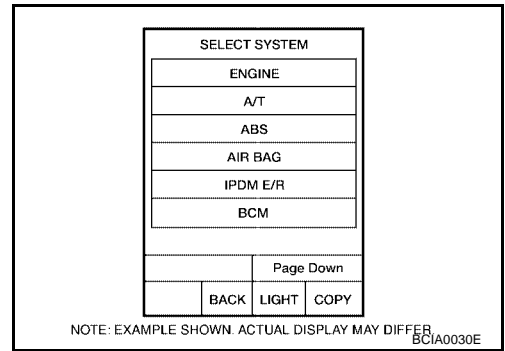 SELECT SYSTEM
ENGINE
A/T
ABS
AIR BAG
IPDM E/R
BCM
Page Down
BACK LIGHT COPY
NOTE: EXAMPLE SHOWN. ACTUAL DISPLAY MAY DIFFER.
BCIA0030E